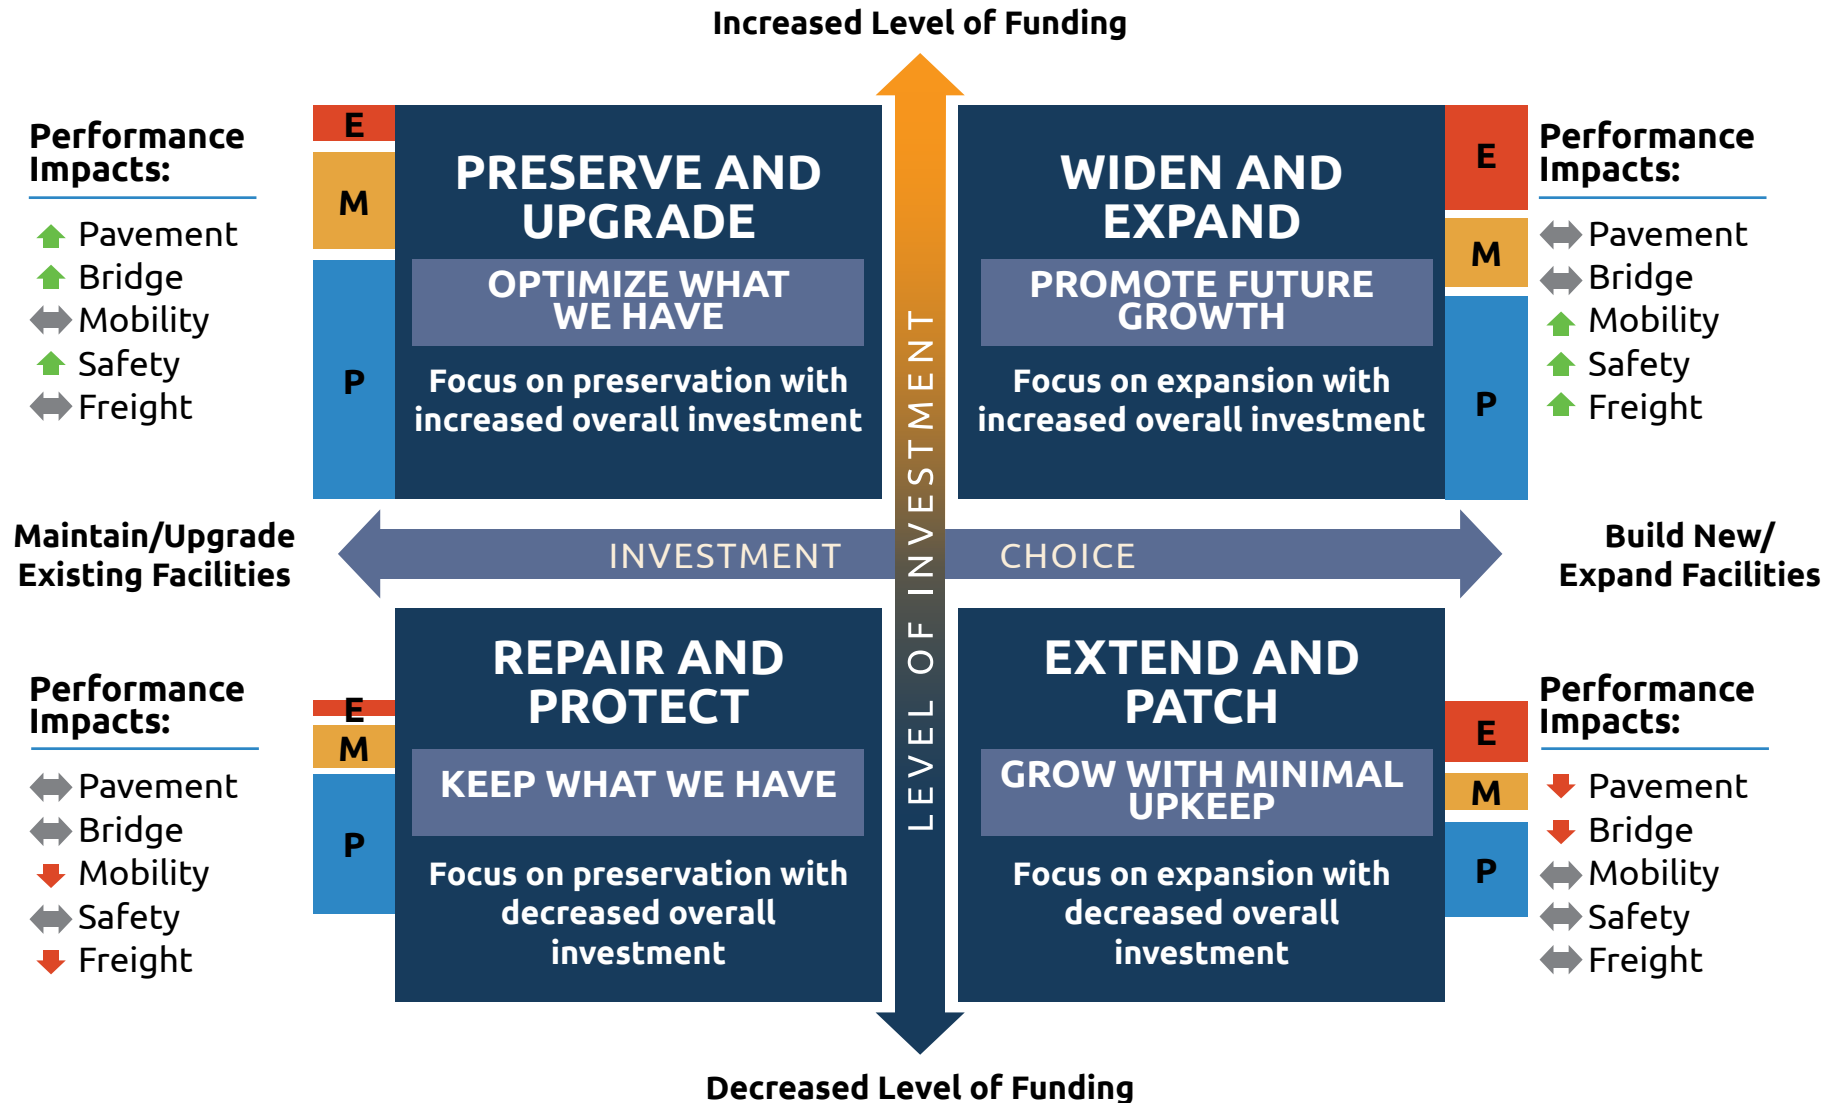 Increased Level of Funding
Performance
Impacts:
Pavement
Bridge
Mobility
Safety
Freight
E
M
P
PRESERVE AND
UPGRADE
OPTIMIZE WHAT
WE HAVE
Focus on preservation with
increased overall investment
WIDEN AND
EXPAND
PROMOTE FUTURE
GROWTH
Focus on expansion with
increased overall investment
E
M
P
Performance
Impacts:
Pavement
Bridge
Mobility
Safety
Freight
Maintain/Upgrade
Existing Facilities
INVESTMENT CHOICE
LEVEL OF INVESTMENT
Build New/
Expand Facilities
Performance
Impacts:
Pavement
Bridge
Mobility
Safety
Freight
E
M
P
REPAIR AND
PROTECT
KEEP WHAT WE HAVE
Focus on preservation with
decreased overall
investment
EXTEND AND
PATCH
GROW WITH MINIMAL
UPKEEP
Focus on expansion with
decreased overall
investment
E
M
P
Performance
Impacts:
Pavement
Bridge
Mobility
Safety
Freight
Decreased Level of Funding